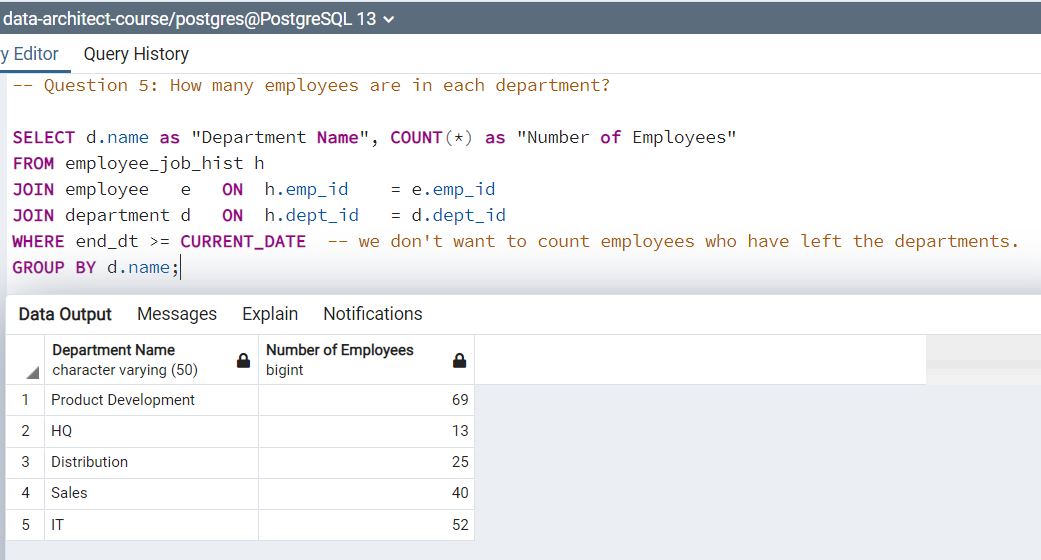 data-architect-course/postgres@PostgreSQL 13
y Editor Query History
-- Question 5: How many employees are in each department?
SELECT d.name as "Department Name", COUNT(*) as "Number of Employees"
FROM employee_job_hist h
JOIN employee e ON h.emp_id = e.emp_id
JOIN department d ON h.dept_id = d.dept_id
WHERE end_dt >= CURRENT_DATE -- we don't want to count employees who have left the departments.
GROUP BY d.name;
Data Output Messages Explain Notifications
Department Name Number of Employees
character varying (50) bigint
1 Product Development 69
2 HQ 13
3 Distribution 25
4 Sales 40
5 IT 52